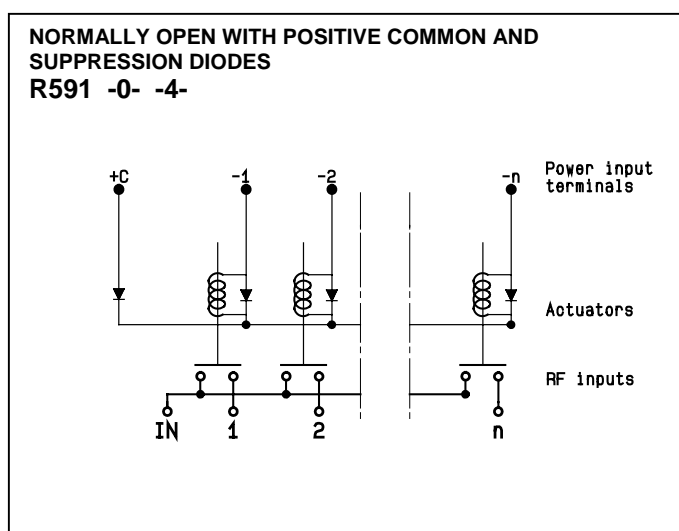 NORMALLY OPEN WITH POSITIVE COMMON AND
SUPPRESSION DIODES
R591 -0- -4-
+C -1 -2 -n Power input
terminals
Actuators
RF inputs
IN 1 2 n